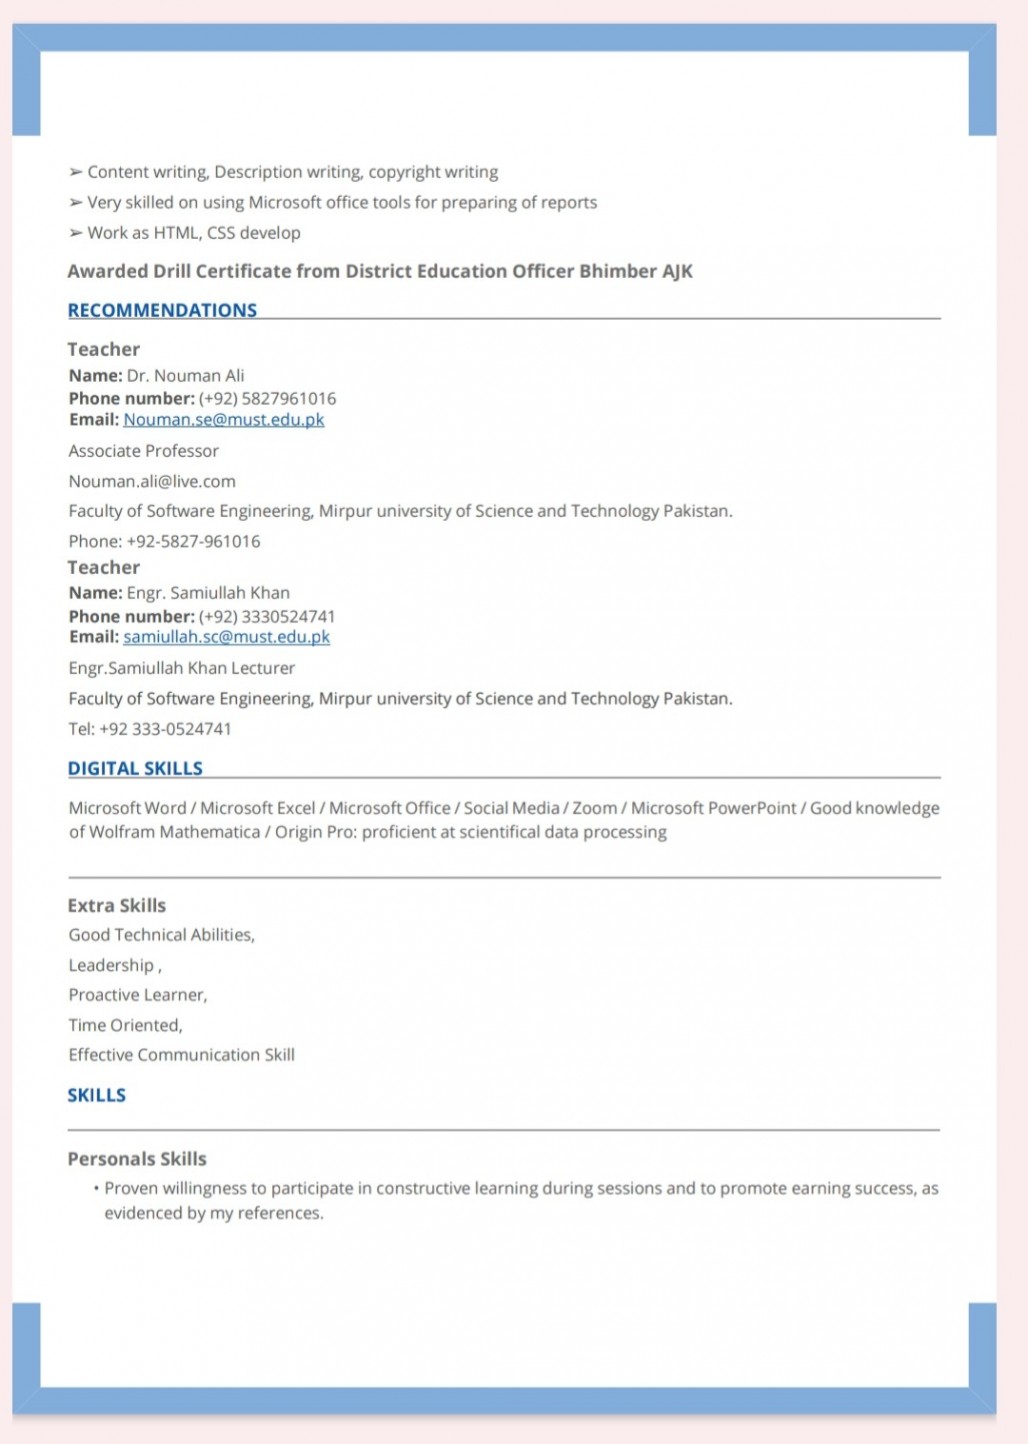 ➢ Content writing, Description writing, copyright writing
➢ Very skilled on using Microsoft office tools for preparing of reports
➢ Work as HTML, CSS develop
Awarded Drill Certificate from District Education Officer Bhimber AJK
RECOMMENDATIONS
Teacher
Name: Dr. Nouman Ali
Phone number: (+92) 5827961016
Email: Nouman.se@must.edu.pk
Associate Professor
Nouman.ali@live.com
Faculty of Software Engineering, Mirpur university of Science and Technology Pakistan.
Phone: +92-5827-961016
Teacher
Name: Engr. Samiullah Khan
Phone number: (+92) 3330524741
Email: samiullah.sc@must.edu.pk
Engr.Samiullah Khan Lecturer
Faculty of Software Engineering, Mirpur university of Science and Technology Pakistan.
Tel: +92 333-0524741
DIGITAL SKILLS
Microsoft Word / Microsoft Excel / Microsoft Office / Social Media / Zoom / Microsoft PowerPoint / Good knowledge
of Wolfram Mathematica / Origin Pro: proficient at scientifical data processing
Extra Skills
Good Technical Abilities,
Leadership ,
Proactive Learner,
Time Oriented,
Effective Communication Skill
SKILLS
Personals Skills
• Proven willingness to participate in constructive learning during sessions and to promote earning success, as
evidenced by my references.